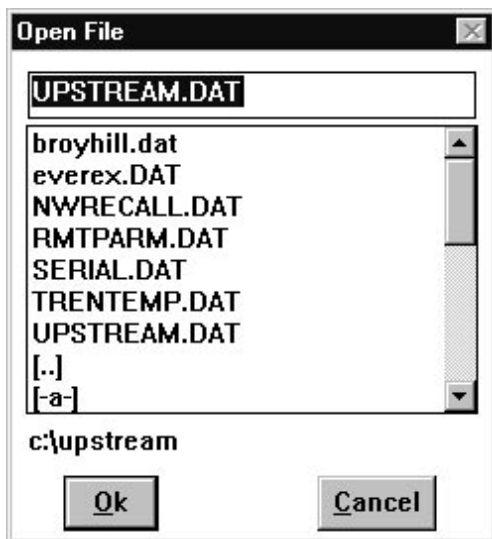 Open File
UPSTREAM.DAT
broyhill.dat
everex.DAT
NWRECALL.DAT
RMTPARM.DAT
SERIAL.DAT
TRENTEMP.DAT
UPSTREAM.DAT
[..]
[-a-]
c:\upstream
Ok
Cancel